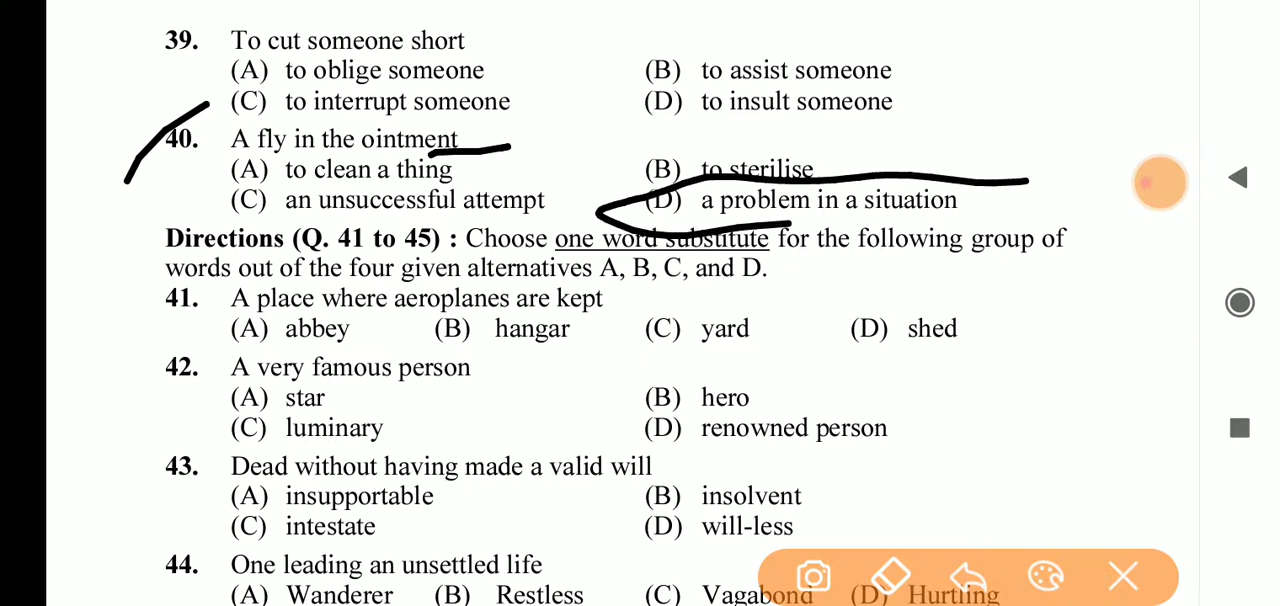 39. To cut someone short
(A) to oblige someone (B) to assist someone
(C) to interrupt someone (D) to insult someone
40. A fly in the ointment
(A) to clean a thing (B) to sterilise
(C) an unsuccessful attempt (D) a problem in a situation
Directions (Q. 41 to 45) : Choose one word substitute for the following group of
words out of the four given alternatives A, B, C, and D.
41. A place where aeroplanes are kept
(A) abbey (B) hangar (C) yard (D) shed
42. A very famous person
(A) star (B) hero
(C) luminary (D) renowned person
43. Dead without having made a valid will
(A) insupportable (B) insolvent
(C) intestate (D) will-less
44. One leading an unsettled life
(A) Wanderer (B) Restless (C) Vagabond (D) Hurtling